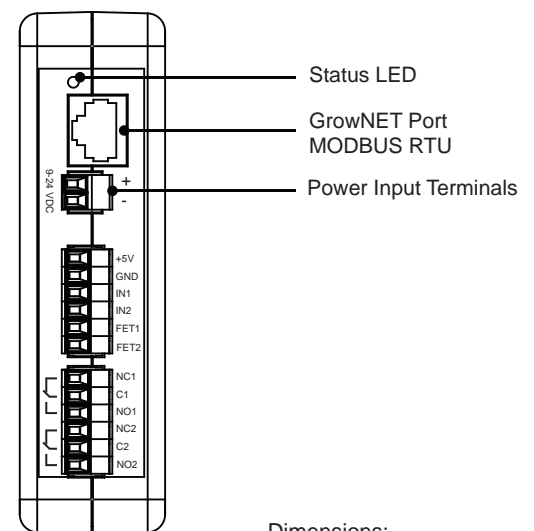 Status LED
GrowNET Port
MODBUS RTU
Power Input Terminals
9-24 VDC
+
-
+5V
GND
IN1
IN2
FET1
FET2
NC1
C1
NO1
NC2
C2
NO2
Dimensions: